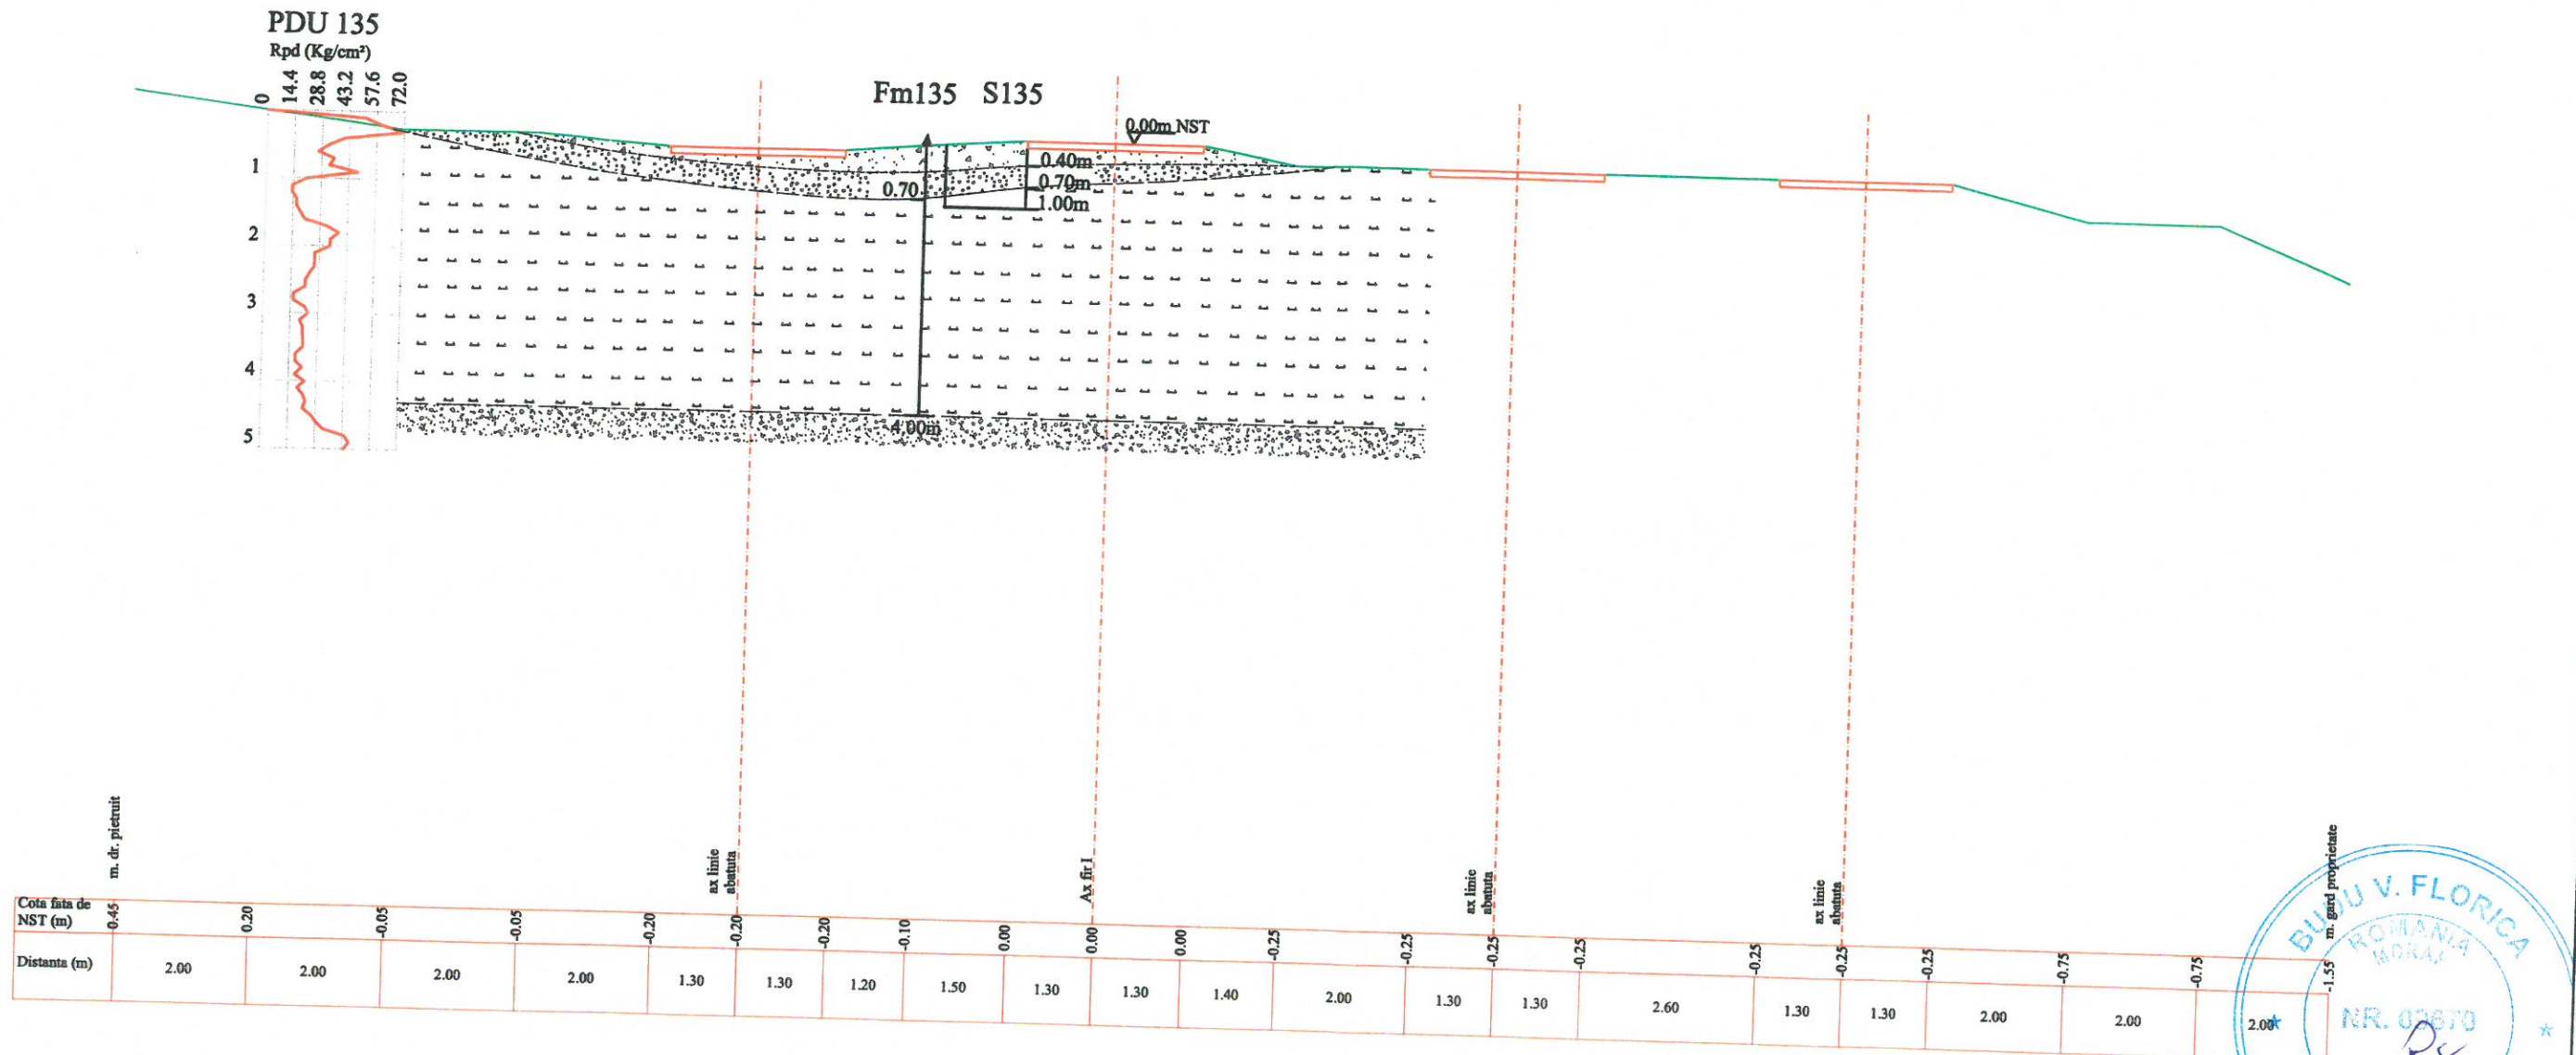 PDU 135
Rpd (Kg/cm²)
0 14.4 28.8 43.2 57.6 72.0
1
2
3
4
5
Fm135 S135
0.00m NST
0.40m
0.70m
1.00m
0.70
4.00m
m. dr. pietruit
ax linie
abatuta
Ax fir I
ax linie
abatuta
ax linie
abatuta
m. gard proprietate
Cota fata de
NST (m)
0.45 0.20 -0.05 -0.05 -0.20 -0.20 -0.20 -0.10 0.00 0.00 0.00 -0.25 -0.25 -0.25 -0.25 -0.25 -0.25 -0.25 -0.75 -0.75 -1.55
Distanta (m)
2.00 2.00 2.00 2.00 1.30 1.30 1.20 1.50 1.30 1.30 1.40 2.00 1.30 1.30 2.60 1.30 1.30 2.00 2.00 2.00
V. FLORICA
ROMANIA